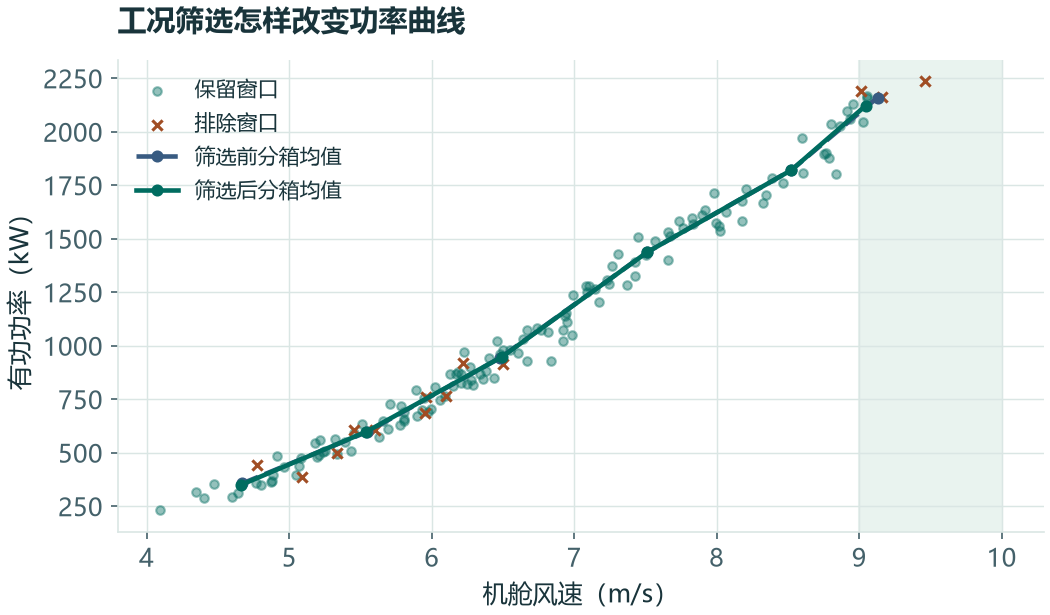 工况筛选怎样改变功率曲线
保留窗口
排除窗口
筛选前分箱均值
筛选后分箱均值
有功功率（kW）
2250
2000
1750
1500
1250
1000
750
500
250
4 5 6 7 8 9 10
机舱风速（m/s）